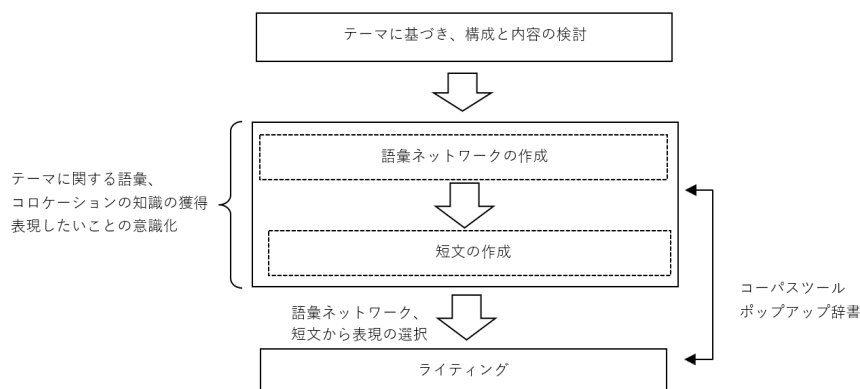 テーマに基づき、構成と内容の検討
語彙ネットワークの作成
テーマに関する語彙、
コロケーションの知識の獲得
表現したいことの意識化
短文の作成
コーパスツール
ポップアップ辞書
語彙ネットワーク、
短文から表現の選択
ライティング